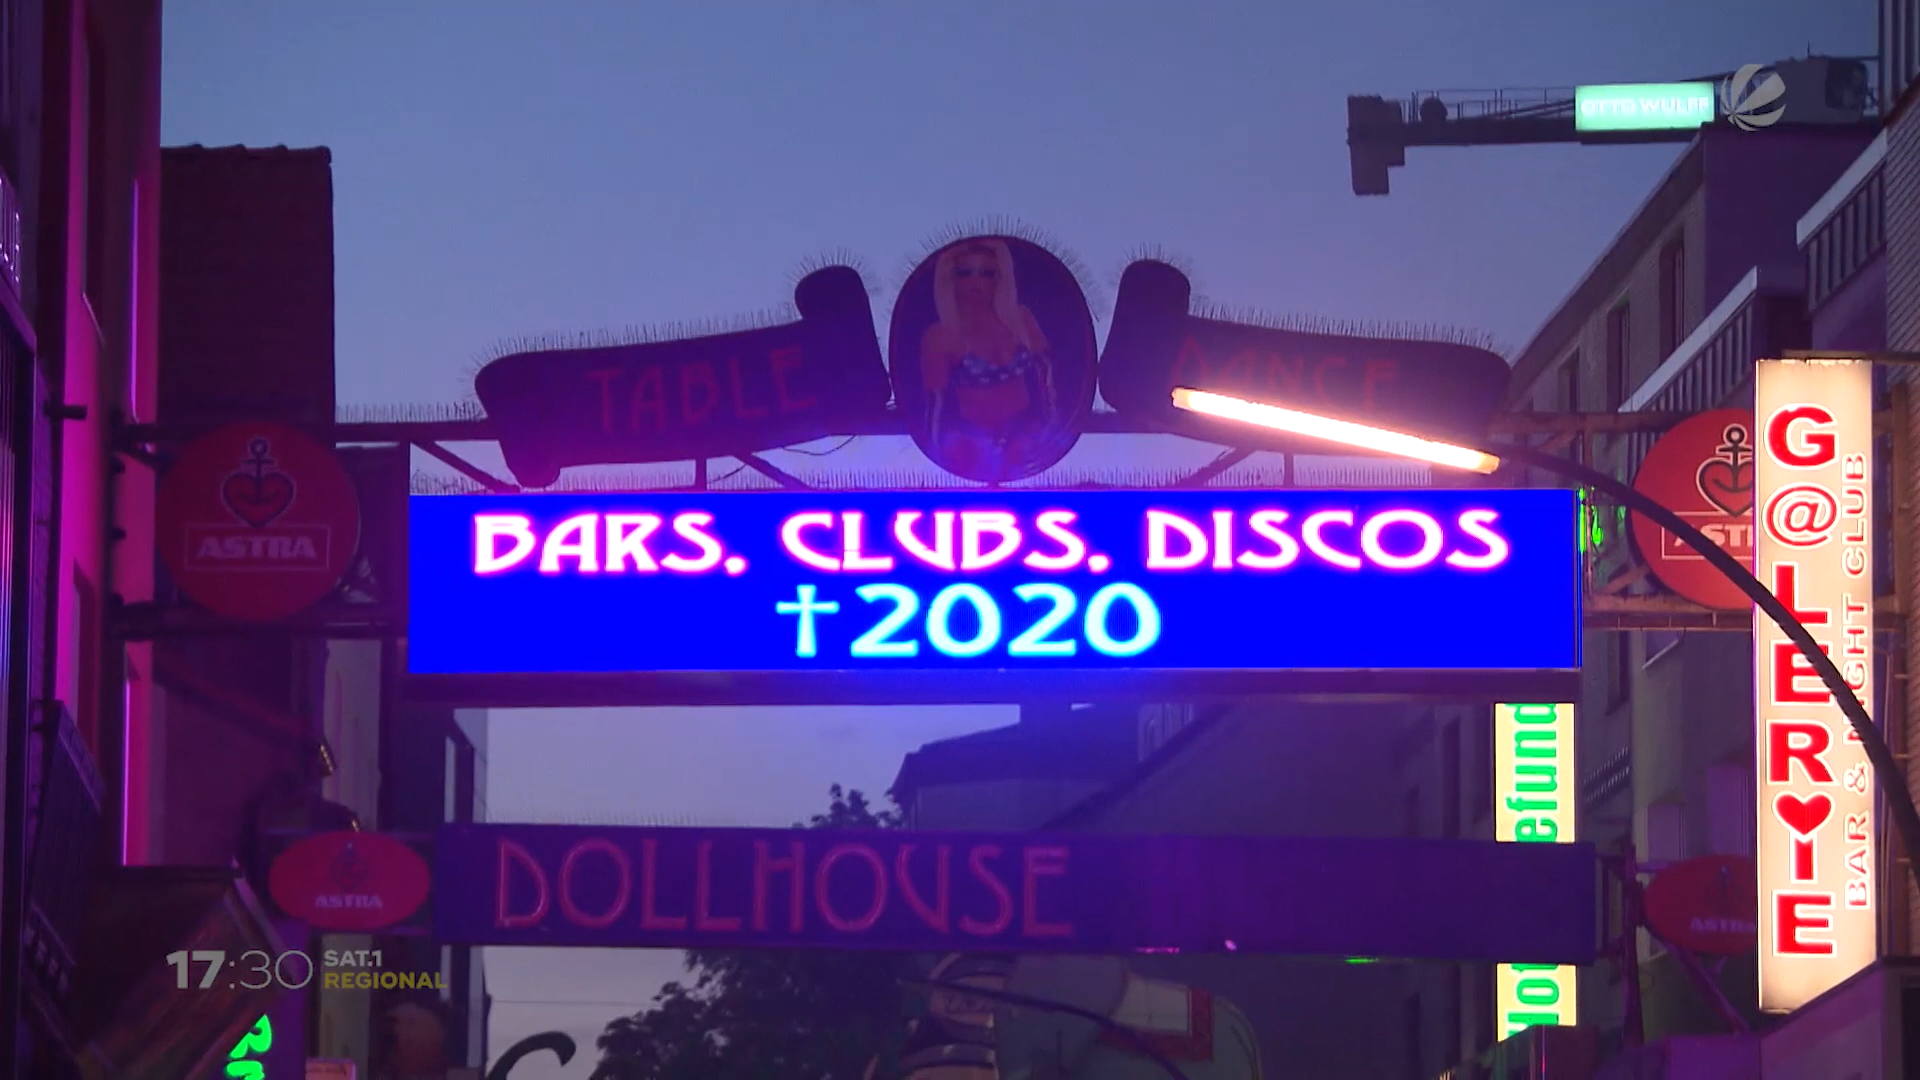 OTTO WULFF
TABLE DANCE
BARS, CLUBS, DISCOS
†2020
ASTRA
G@LERIE
BAR & NIGHT CLUB
DOLLHOUSE
ASTRA
ASTRA
17:30 SAT.1
REGIONAL